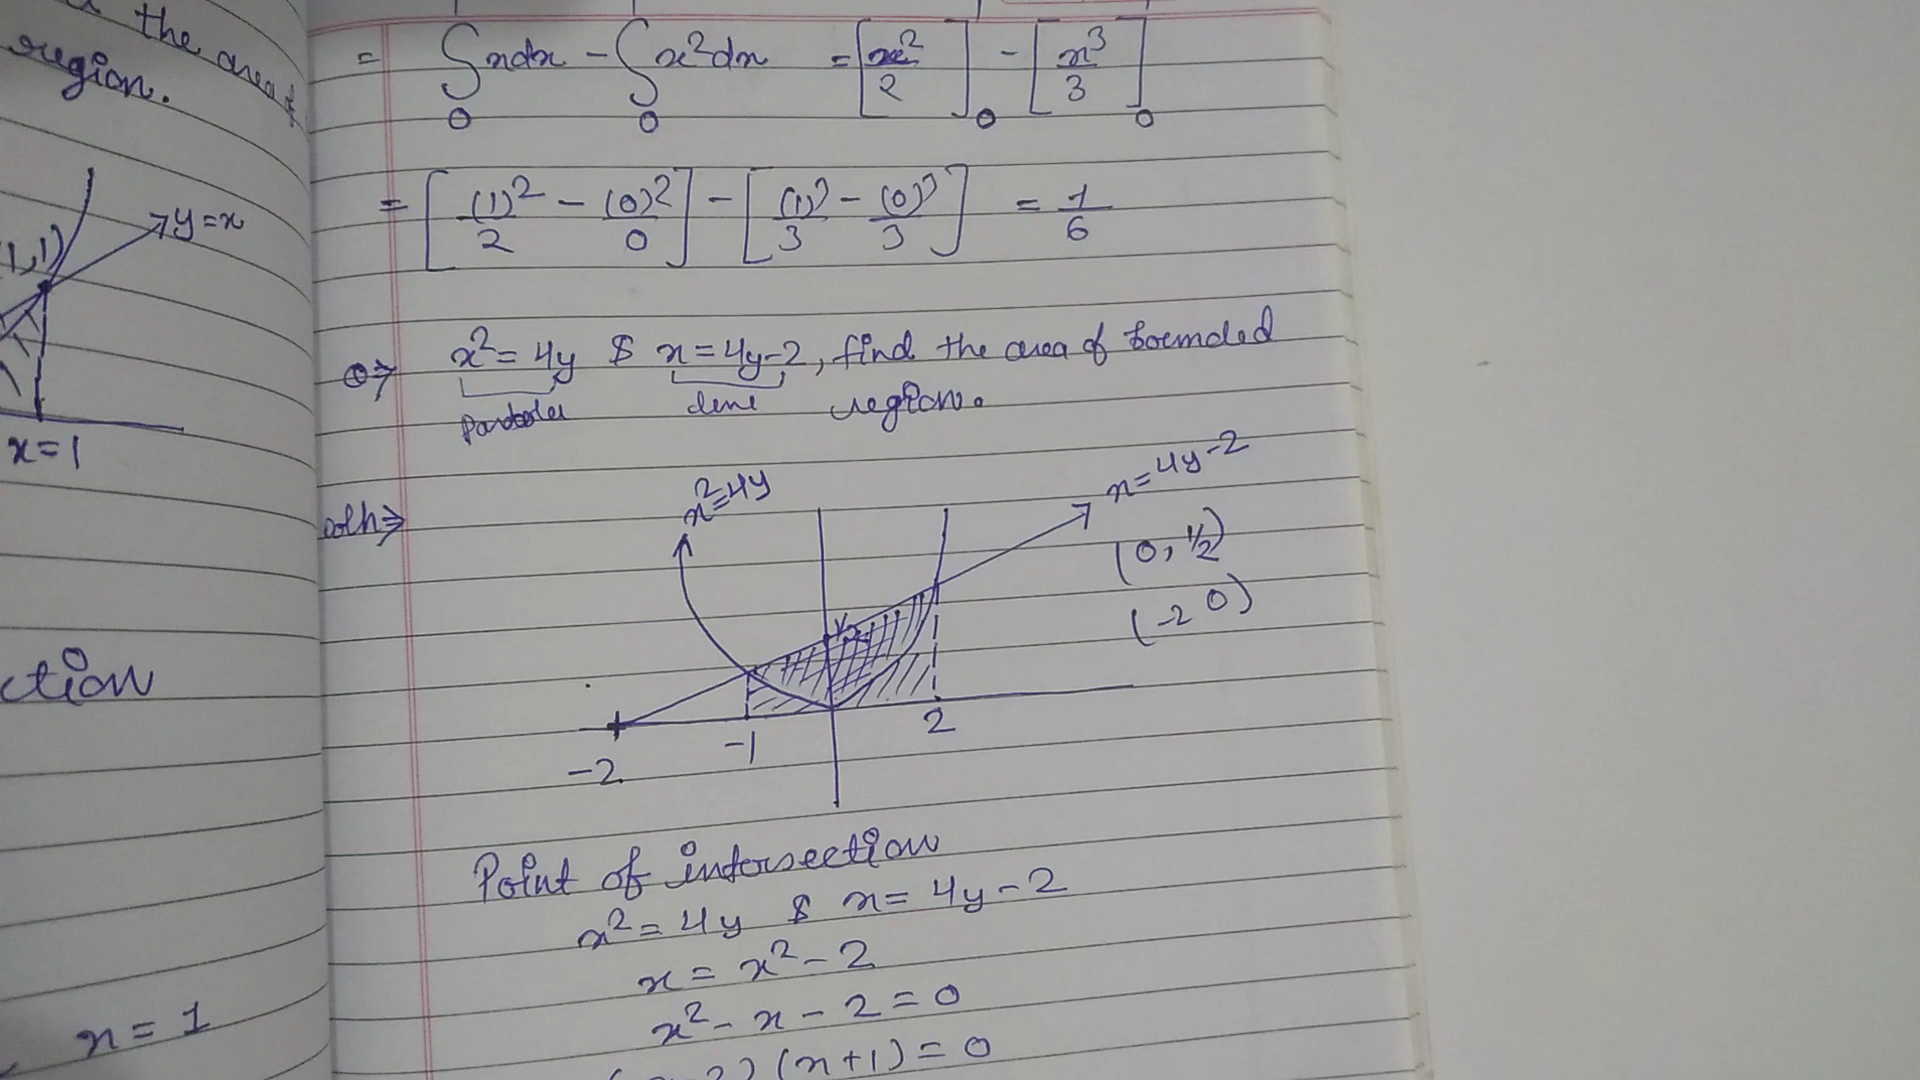 the area of
region.
y=x
(1,1)
x=1
ction
x=1
= ∫₀ x dx - ∫₀ x² dx = [x²/2]₀ - [x³/3]₀
= [(1)²/2 - (0)²/0] - [(1)³/3 - (0)³/3] = 1/6
Q⇒ x² = 4y & x = 4y-2, find the area of bounded
line region.
x²=4y
x=4y-2
solⁿ⇒
(0, 1/2)
(-2 0)
1/2
-2 -1 2
Point of intersection
x² = 4y & x = 4y-2
x = x² - 2
x² - x - 2 = 0
(x+1) = 0